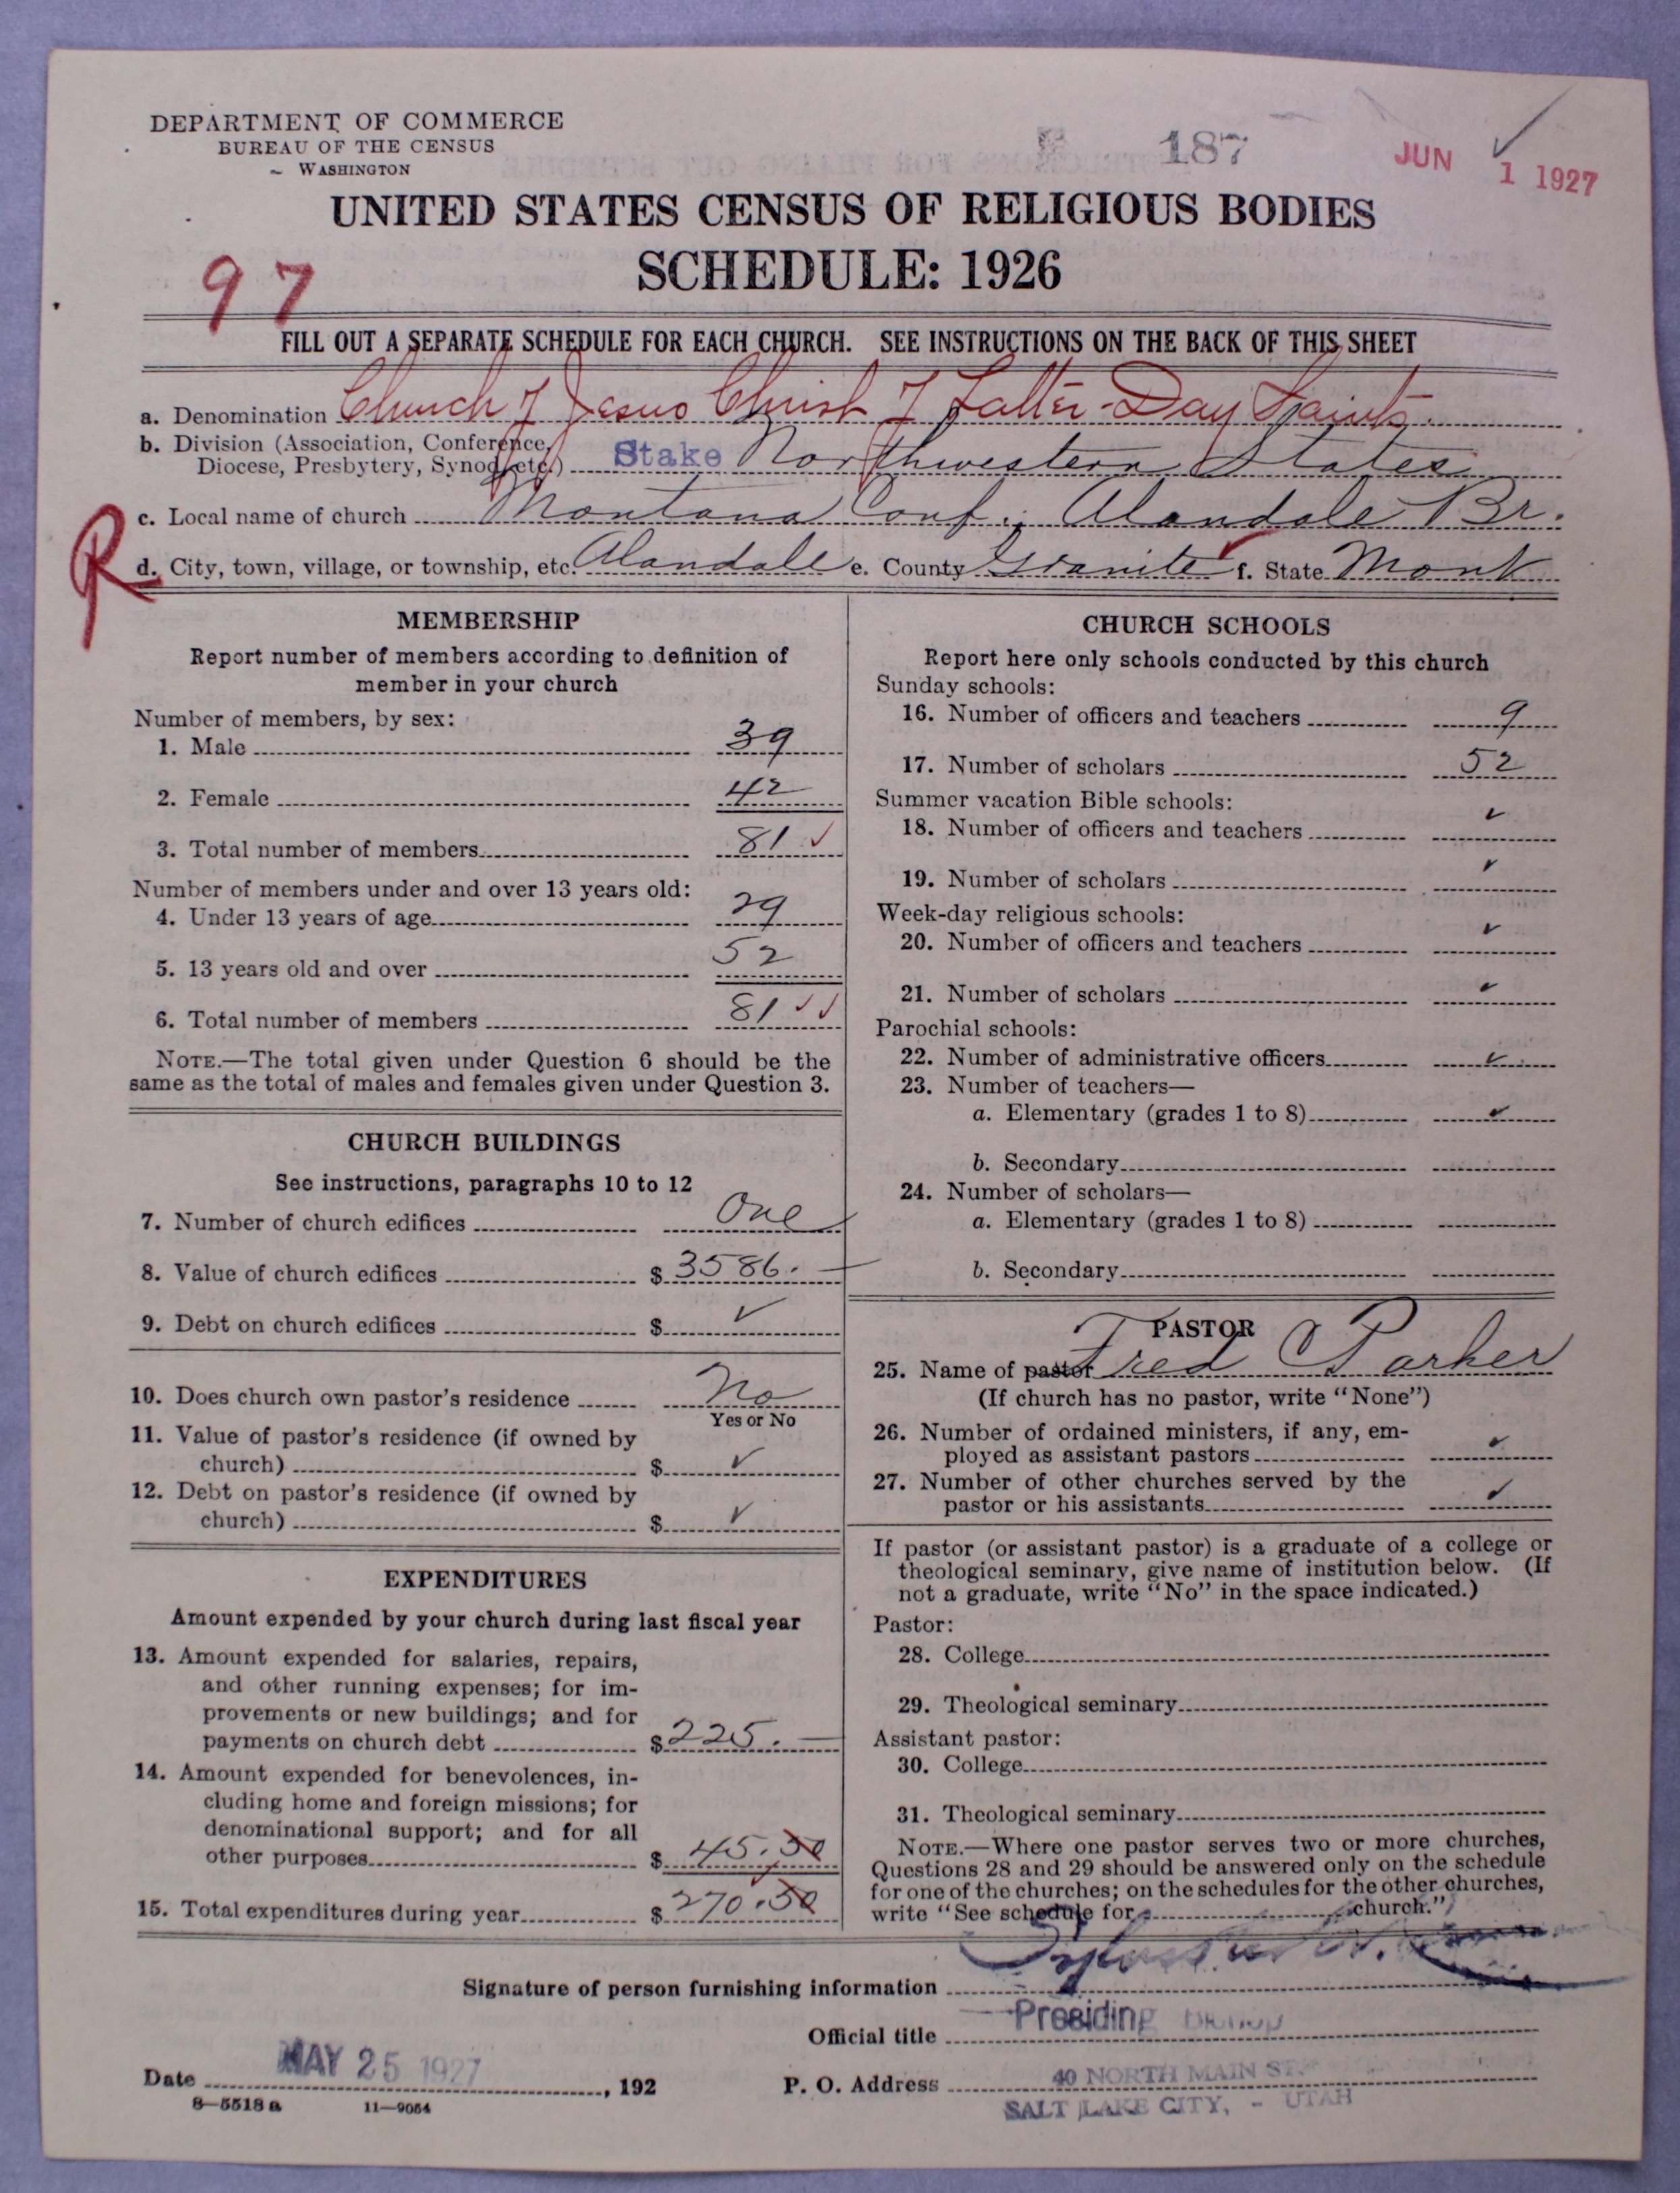 DEPARTMENT OF COMMERCE
BUREAU OF THE CENSUS
WASHINGTON
187
JUN 1 1927
UNITED STATES CENSUS OF RELIGIOUS BODIES
SCHEDULE: 1926
97
FILL OUT A SEPARATE SCHEDULE FOR EACH CHURCH. SEE INSTRUCTIONS ON THE BACK OF THIS SHEET
a. Denomination Church of Jesus Christ of Latter-Day Saints.
b. Division (Association, Conference,
Diocese, Presbytery, Synod, etc.) Stake Northwestern States
c. Local name of church Montana Conf., Alandale Br.
R
d. City, town, village, or township, etc. Alandale e. County Granite f. State Mont
MEMBERSHIP
Report number of members according to definition of
member in your church
Number of members, by sex:
1. Male 39
2. Female 42
3. Total number of members 81 ✓
Number of members under and over 13 years old:
4. Under 13 years of age 29
5. 13 years old and over 52
6. Total number of members 81 ✓✓
NOTE.—The total given under Question 6 should be the
same as the total of males and females given under Question 3.
CHURCH BUILDINGS
See instructions, paragraphs 10 to 12
7. Number of church edifices One
8. Value of church edifices $ 3586. —
9. Debt on church edifices $ ✓
10. Does church own pastor's residence No
Yes or No
11. Value of pastor's residence (if owned by
church) $ ✓
12. Debt on pastor's residence (if owned by
church) $ ✓
EXPENDITURES
Amount expended by your church during last fiscal year
13. Amount expended for salaries, repairs,
and other running expenses; for im-
provements or new buildings; and for
payments on church debt $ 225. —
14. Amount expended for benevolences, in-
cluding home and foreign missions; for
denominational support; and for all
other purposes $ 45.50
15. Total expenditures during year $ 270.50
CHURCH SCHOOLS
Report here only schools conducted by this church
Sunday schools:
16. Number of officers and teachers 9
17. Number of scholars 52
Summer vacation Bible schools:
18. Number of officers and teachers ✓
19. Number of scholars ✓
Week-day religious schools:
20. Number of officers and teachers ✓
21. Number of scholars ✓
Parochial schools:
22. Number of administrative officers ✓
23. Number of teachers—
a. Elementary (grades 1 to 8) ✓
b. Secondary
24. Number of scholars—
a. Elementary (grades 1 to 8)
b. Secondary
PASTOR
25. Name of pastor Fred C Parker
(If church has no pastor, write "None")
26. Number of ordained ministers, if any, em-
ployed as assistant pastors ✓
27. Number of other churches served by the
pastor or his assistants ✓
If pastor (or assistant pastor) is a graduate of a college or
theological seminary, give name of institution below. (If
not a graduate, write "No" in the space indicated.)
Pastor:
28. College
29. Theological seminary
Assistant pastor:
30. College
31. Theological seminary
NOTE.—Where one pastor serves two or more churches,
Questions 28 and 29 should be answered only on the schedule
for one of the churches; on the schedules for the other churches,
write "See schedule for church."
Signature of person furnishing information
Official title Presiding Bishop
Date MAY 25 1927, 192
P. O. Address 40 NORTH MAIN ST.
SALT LAKE CITY, - UTAH
8—5518 a 11—9054